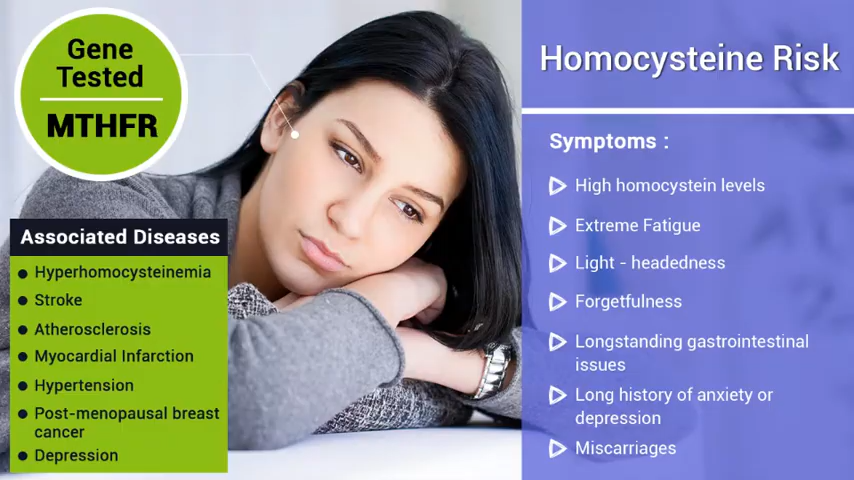 Gene
Tested
MTHFR
Associated Diseases
Hyperhomocysteinemia
Stroke
Atherosclerosis
Myocardial Infarction
Hypertension
Post-menopausal breast
cancer
Depression
Homocysteine Risk
Symptoms :
High homocystein levels
Extreme Fatigue
Light - headedness
Forgetfulness
Longstanding gastrointestinal
issues
Long history of anxiety or
depression
Miscarriages